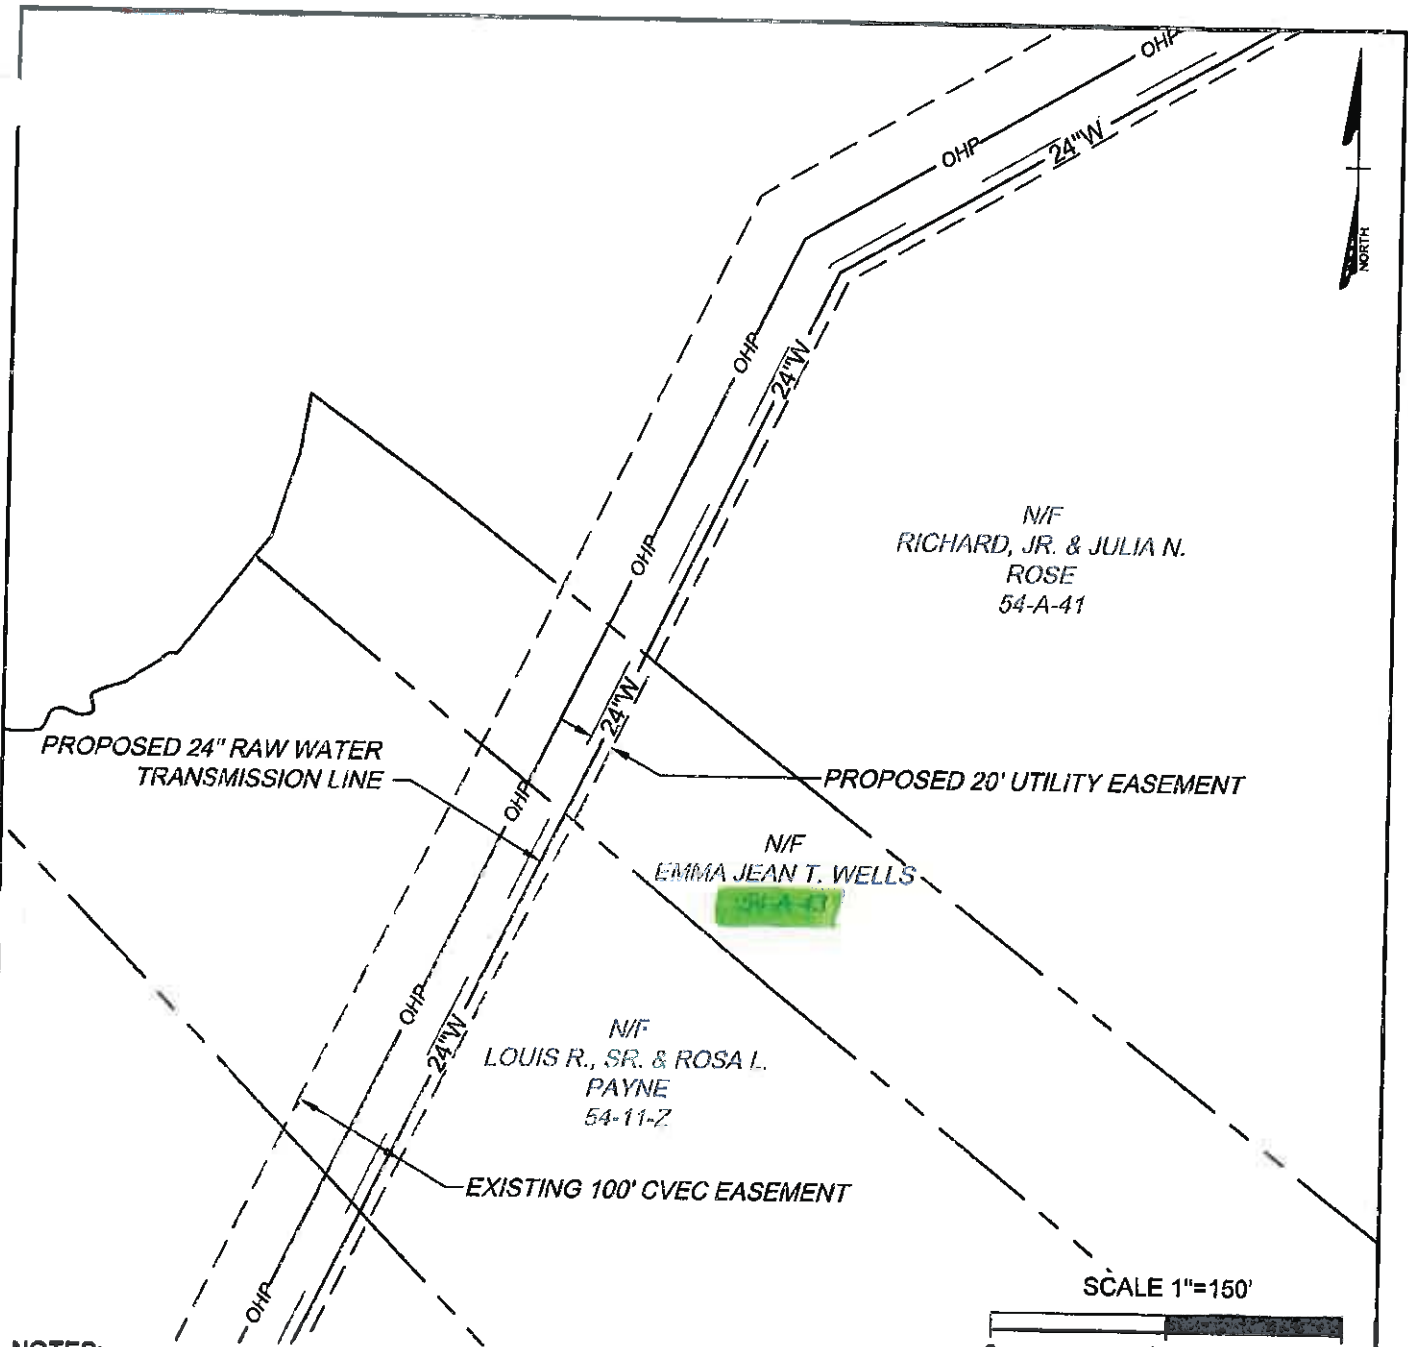 OHP
OHP
24"W
NORTH
OHP
24"W
N/F
RICHARD, JR. & JULIA N.
ROSE
54-A-41
OHP
24"W
PROPOSED 24" RAW WATER
TRANSMISSION LINE
PROPOSED 20' UTILITY EASEMENT
OHP
N/F
EMMA JEAN T. WELLS
OHP
24"W
N/F
LOUIS R., SR. & ROSA L.
PAYNE
54-11-Z
EXISTING 100' CVEC EASEMENT
OHP
SCALE 1"=150'
NOTES: